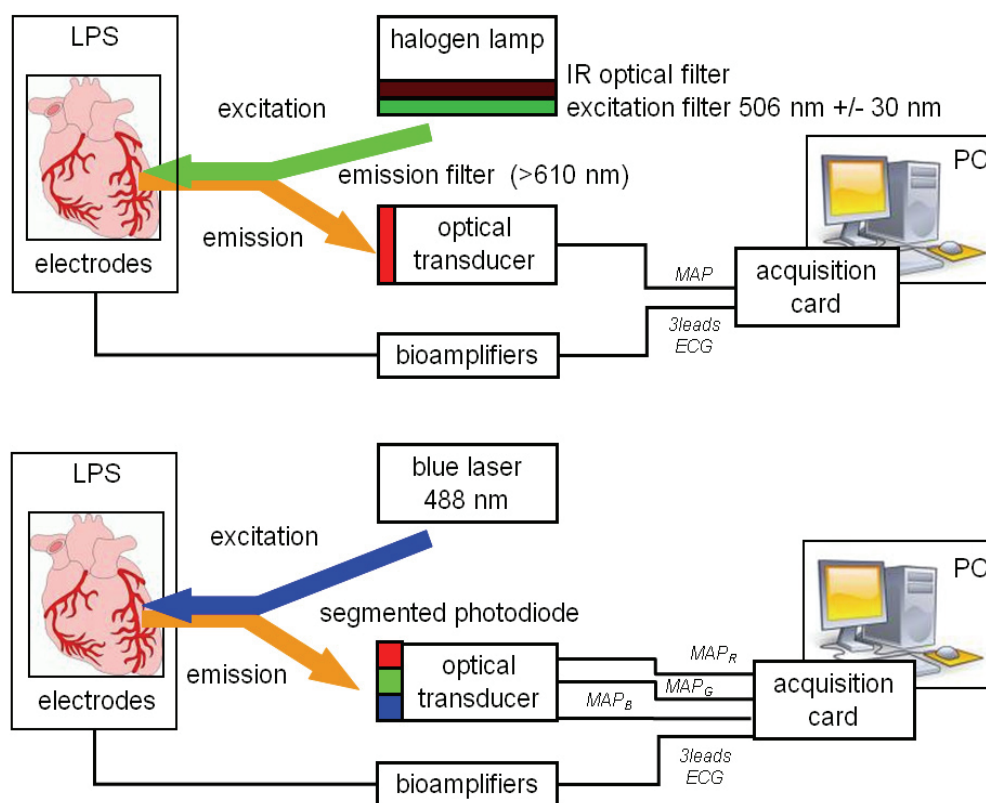 LPS
halogen lamp
IR optical filter
excitation filter 506 nm +/- 30 nm
excitation
PC
emission filter (>610 nm)
optical
transducer
emission
electrodes
MAP
acquisition
card
3leads
ECG
bioamplifiers
LPS
blue laser
488 nm
excitation
PC
segmented photodiode
optical
transducer
emission
electrodes
MAP_R
MAP_G
MAP_B
acquisition
card
3leads
ECG
bioamplifiers